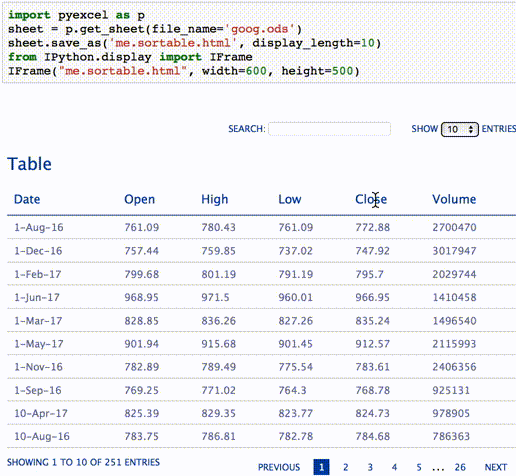 import pyexcel as p
sheet = p.get_sheet(file_name='goog.ods')
sheet.save_as('me.sortable.html', display_length=10)
from IPython.display import IFrame
IFrame("me.sortable.html", width=600, height=500)
SEARCH: SHOW 10 ENTRIES
Table
Date Open High Low Close Volume
1-Aug-16 761.09 780.43 761.09 772.88 2700470
1-Dec-16 757.44 759.85 737.02 747.92 3017947
1-Feb-17 799.68 801.19 791.19 795.7 2029744
1-Jun-17 968.95 971.5 960.01 966.95 1410458
1-Mar-17 828.85 836.26 827.26 835.24 1496540
1-May-17 901.94 915.68 901.45 912.57 2115993
1-Nov-16 782.89 789.49 775.54 783.61 2406356
1-Sep-16 769.25 771.02 764.3 768.78 925131
10-Apr-17 825.39 829.35 823.77 824.73 978905
10-Aug-16 783.75 786.81 782.78 784.68 786363
SHOWING 1 TO 10 OF 251 ENTRIES PREVIOUS 1 2 3 4 5 ... 26 NEXT